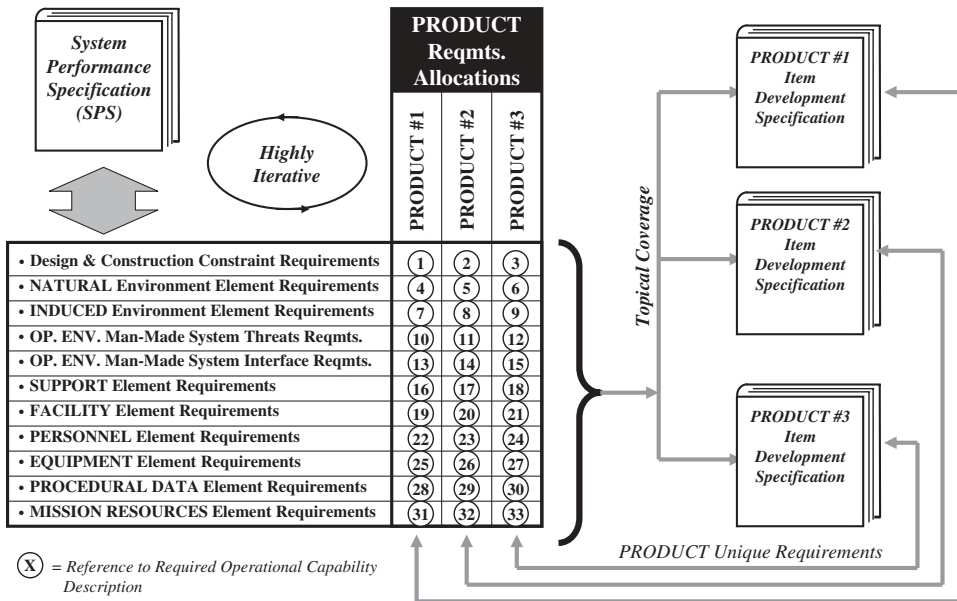 System
Performance
Specification
(SPS)
Highly
Iterative
PRODUCT
Reqmts.
Allocations
PRODUCT #1
PRODUCT #2
PRODUCT #3
• Design & Construction Constraint Requirements 1 2 3
• NATURAL Environment Element Requirements 4 5 6
• INDUCED Environment Element Requirements 7 8 9
• OP. ENV. Man-Made System Threats Reqmts. 10 11 12
• OP. ENV. Man-Made System Interface Reqmts. 13 14 15
• SUPPORT Element Requirements 16 17 18
• FACILITY Element Requirements 19 20 21
• PERSONNEL Element Requirements 22 23 24
• EQUIPMENT Element Requirements 25 26 27
• PROCEDURAL DATA Element Requirements 28 29 30
• MISSION RESOURCES Element Requirements 31 32 33
X = Reference to Required Operational Capability
Description
Topical Coverage
PRODUCT #1
Item
Development
Specification
PRODUCT #2
Item
Development
Specification
PRODUCT #3
Item
Development
Specification
PRODUCT Unique Requirements